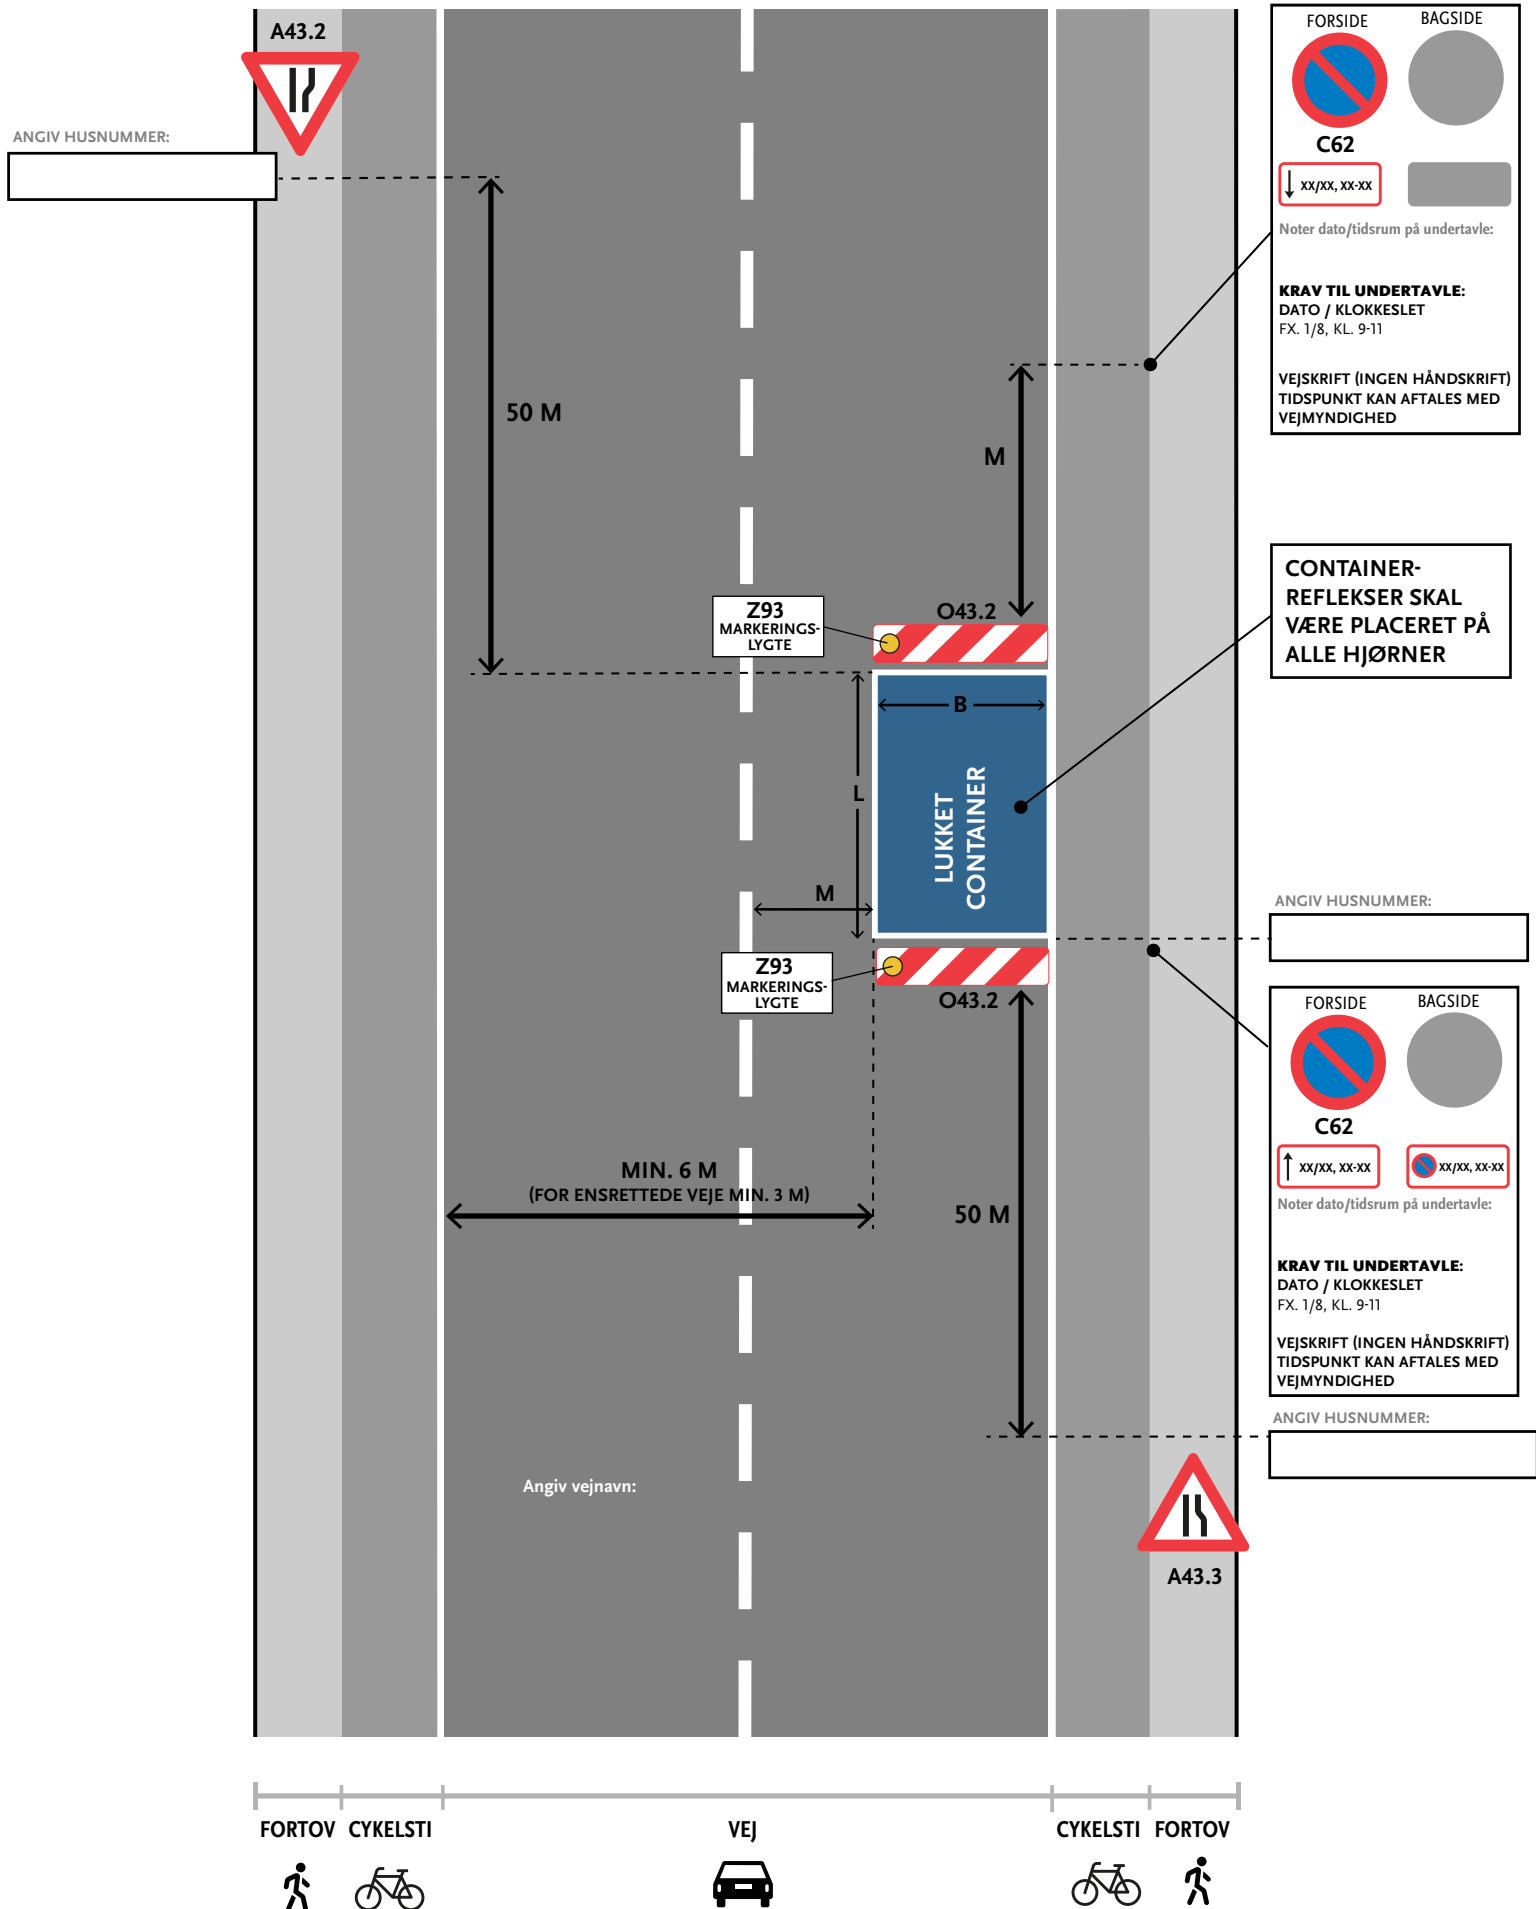 A43.2
ANGIV HUSNUMMER:
50 M
FORSIDE
BAGSIDE
C62
xx/xx, xx-xx
Noter dato/tidsrum på undertavle:
KRAV TIL UNDERTAVLE:
DATO / KLOKKESLET
FX. 1/8, KL. 9-11
VEJSKRIFT (INGEN HÅNDSKRIFT)
TIDSPUNKT KAN AFTALES MED
VEJMYNDIGHED
M
CONTAINER-
REFLEKSER SKAL
VÆRE PLACERET PÅ
ALLE HJØRNER
Z93
MARKERINGS-
LYGTE
O43.2
B
L
LUKKET
CONTAINER
M
ANGIV HUSNUMMER:
Z93
MARKERINGS-
LYGTE
O43.2
FORSIDE
BAGSIDE
C62
xx/xx, xx-xx
xx/xx, xx-xx
Noter dato/tidsrum på undertavle:
KRAV TIL UNDERTAVLE:
DATO / KLOKKESLET
FX. 1/8, KL. 9-11
VEJSKRIFT (INGEN HÅNDSKRIFT)
TIDSPUNKT KAN AFTALES MED
VEJMYNDIGHED
MIN. 6 M
(FOR ENSRETTEDE VEJE MIN. 3 M)
50 M
ANGIV HUSNUMMER:
Angiv vejnavn:
A43.3
FORTOV
CYKELSTI
VEJ
CYKELSTI
FORTOV